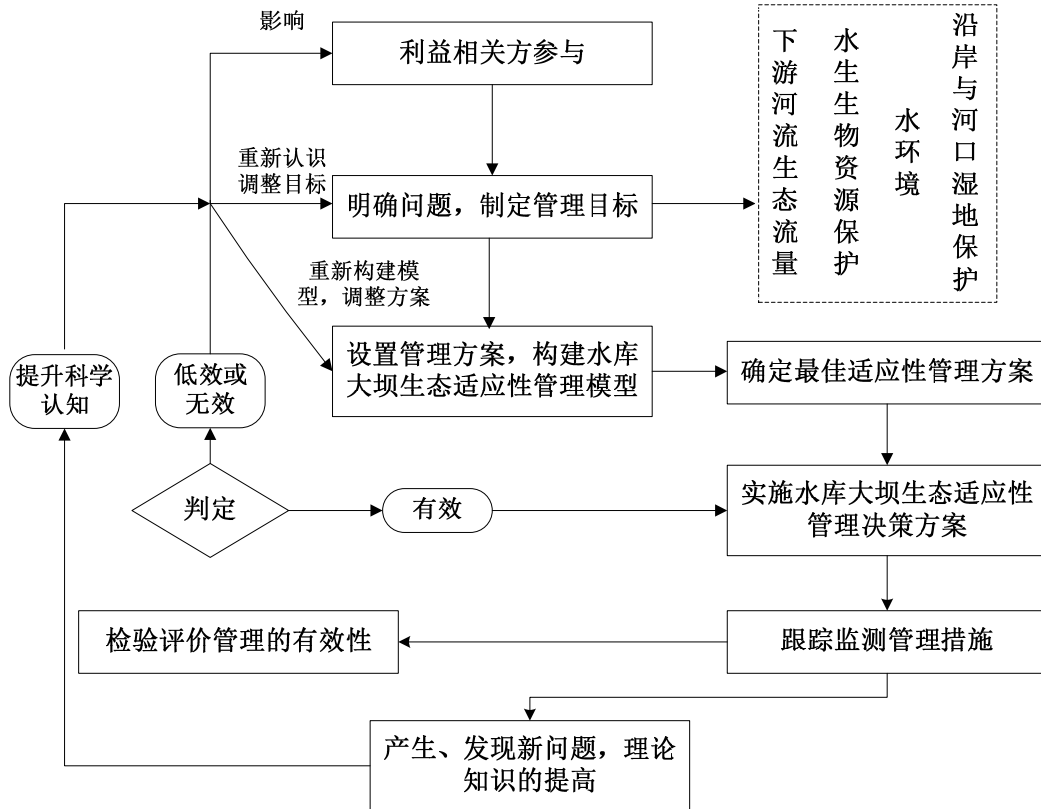 影响
利益相关方参与
下游河流生态流量
水生生物资源保护
水环境
沿岸与河口湿地保护
重新认识
调整目标
明确问题，制定管理目标
重新构建模
型，调整方案
设置管理方案，构建水库
大坝生态适应性管理模型
确定最佳适应性管理方案
提升科学
认知
低效或
无效
判定
有效
实施水库大坝生态适应性
管理决策方案
检验评价管理的有效性
跟踪监测管理措施
产生、发现新问题，理论
知识的提高